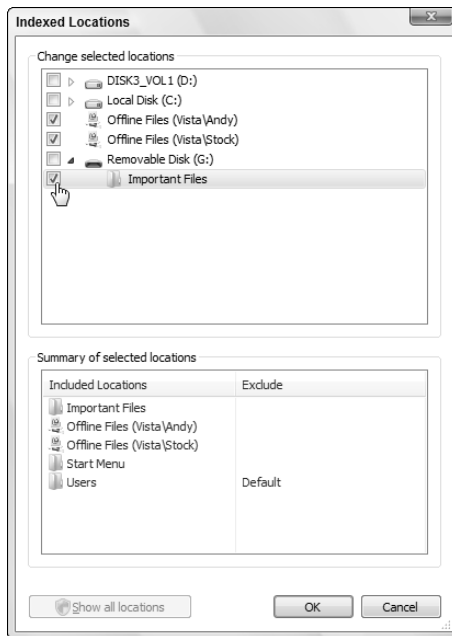 Indexed Locations
Change selected locations
DISK3_VOL1 (D:)
Local Disk (C:)
Offline Files (Vista\Andy)
Offline Files (Vista\Stock)
Removable Disk (G:)
Important Files
Summary of selected locations
Included Locations Exclude
Important Files
Offline Files (Vista\Andy)
Offline Files (Vista\Stock)
Start Menu
Users Default
Show all locations OK Cancel